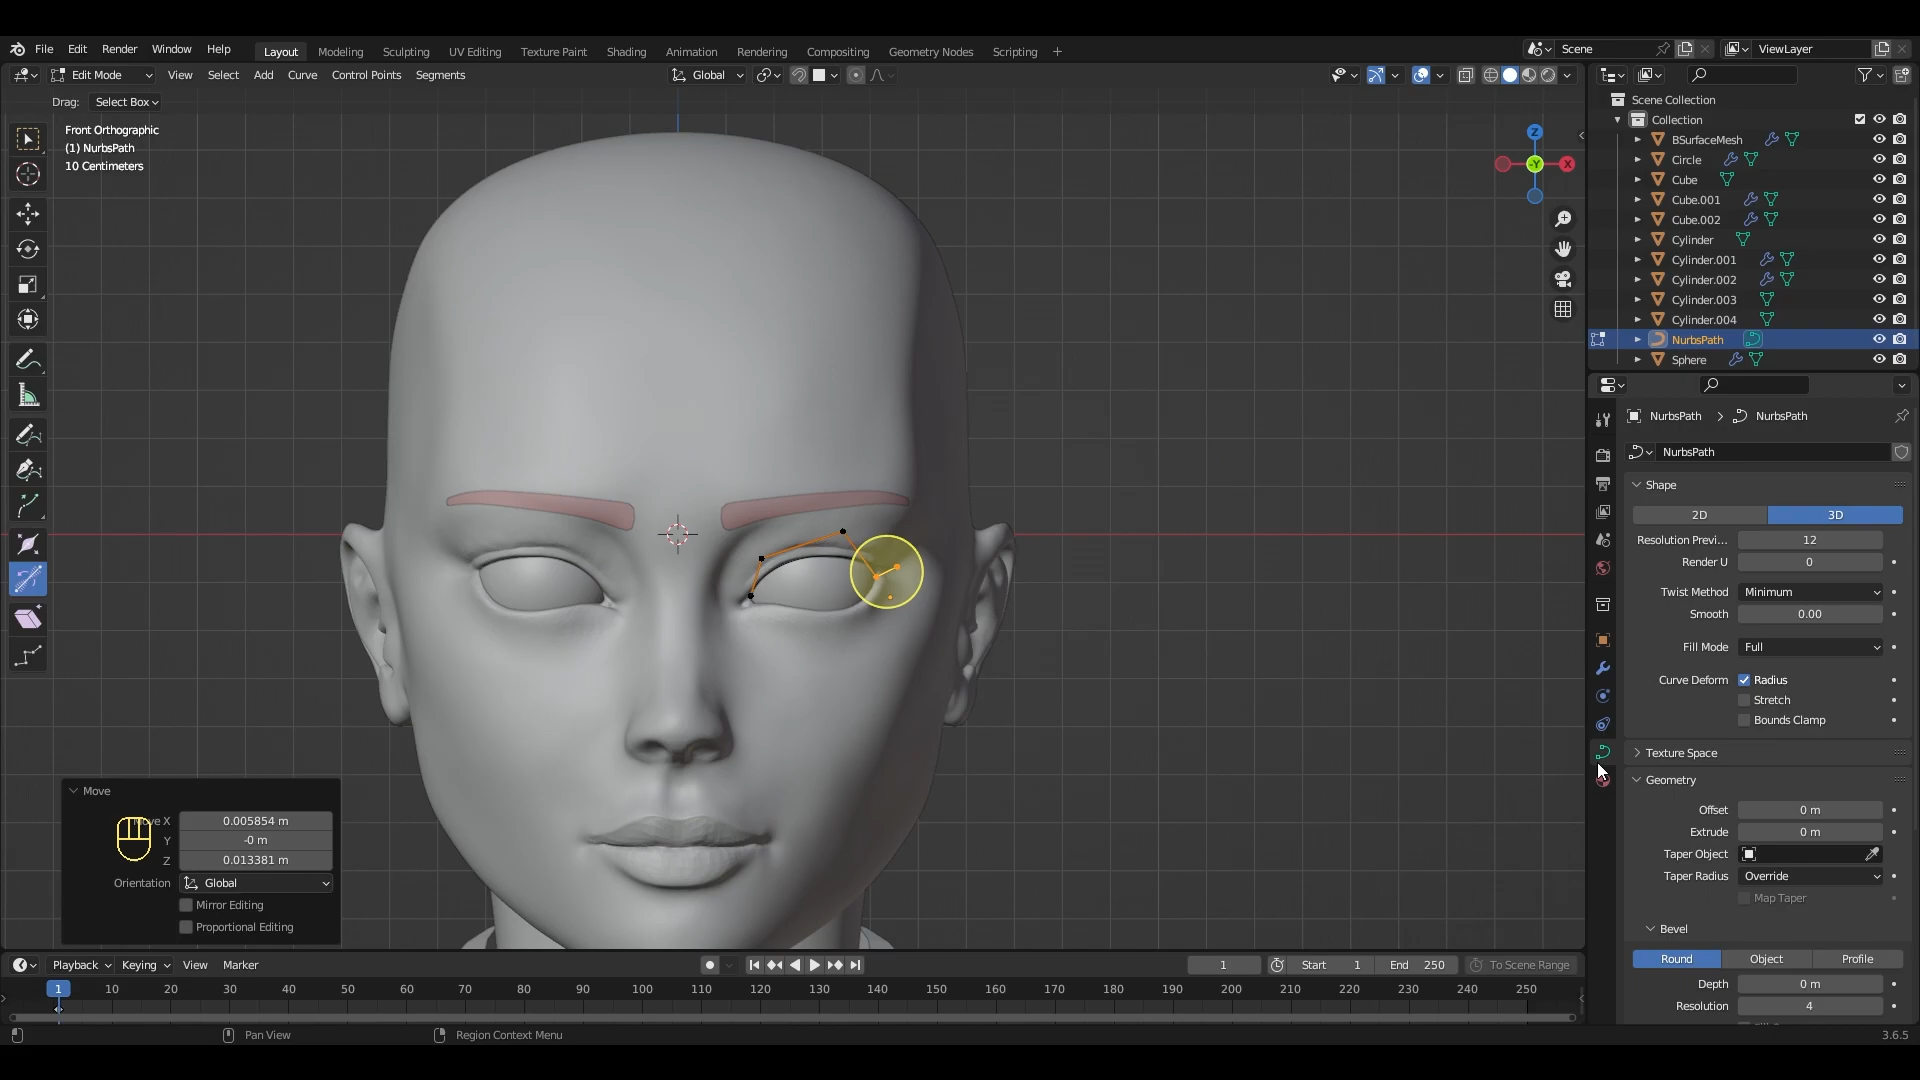 File Edit Render Window Help Layout Modeling Sculpting UV Editing Texture Paint Shading Animation Rendering Compositing Geometry Nodes Scripting + Scene ViewLayer
Edit Mode View Select Add Curve Control Points Segments Global
Drag: Select Box
Front Orthographic
(1) NurbsPath
10 Centimeters
Z
X
-Y
Scene Collection
Collection
BSurfaceMesh
Circle
Cube
Cube.001
Cube.002
Cylinder
Cylinder.001
Cylinder.002
Cylinder.003
Cylinder.004
NurbsPath
Sphere
NurbsPath > NurbsPath
NurbsPath
Shape
2D 3D
Resolution Previ... 12
Render U 0
Twist Method Minimum
Smooth 0.00
Fill Mode Full
Curve Deform Radius
Stretch
Bounds Clamp
Texture Space
Geometry
Offset 0 m
Extrude 0 m
Taper Object
Taper Radius Override
Map Taper
Bevel
Round Object Profile
Depth 0 m
Resolution 4
Move
X 0.005854 m
Y -0 m
Z 0.013381 m
Orientation Global
Mirror Editing
Proportional Editing
Playback Keying View Marker 1 Start 1 End 250 To Scene Range
1 10 20 30 40 50 60 70 80 90 100 110 120 130 140 150 160 170 180 190 200 210 220 230 240 250
Pan View Region Context Menu 3.6.5